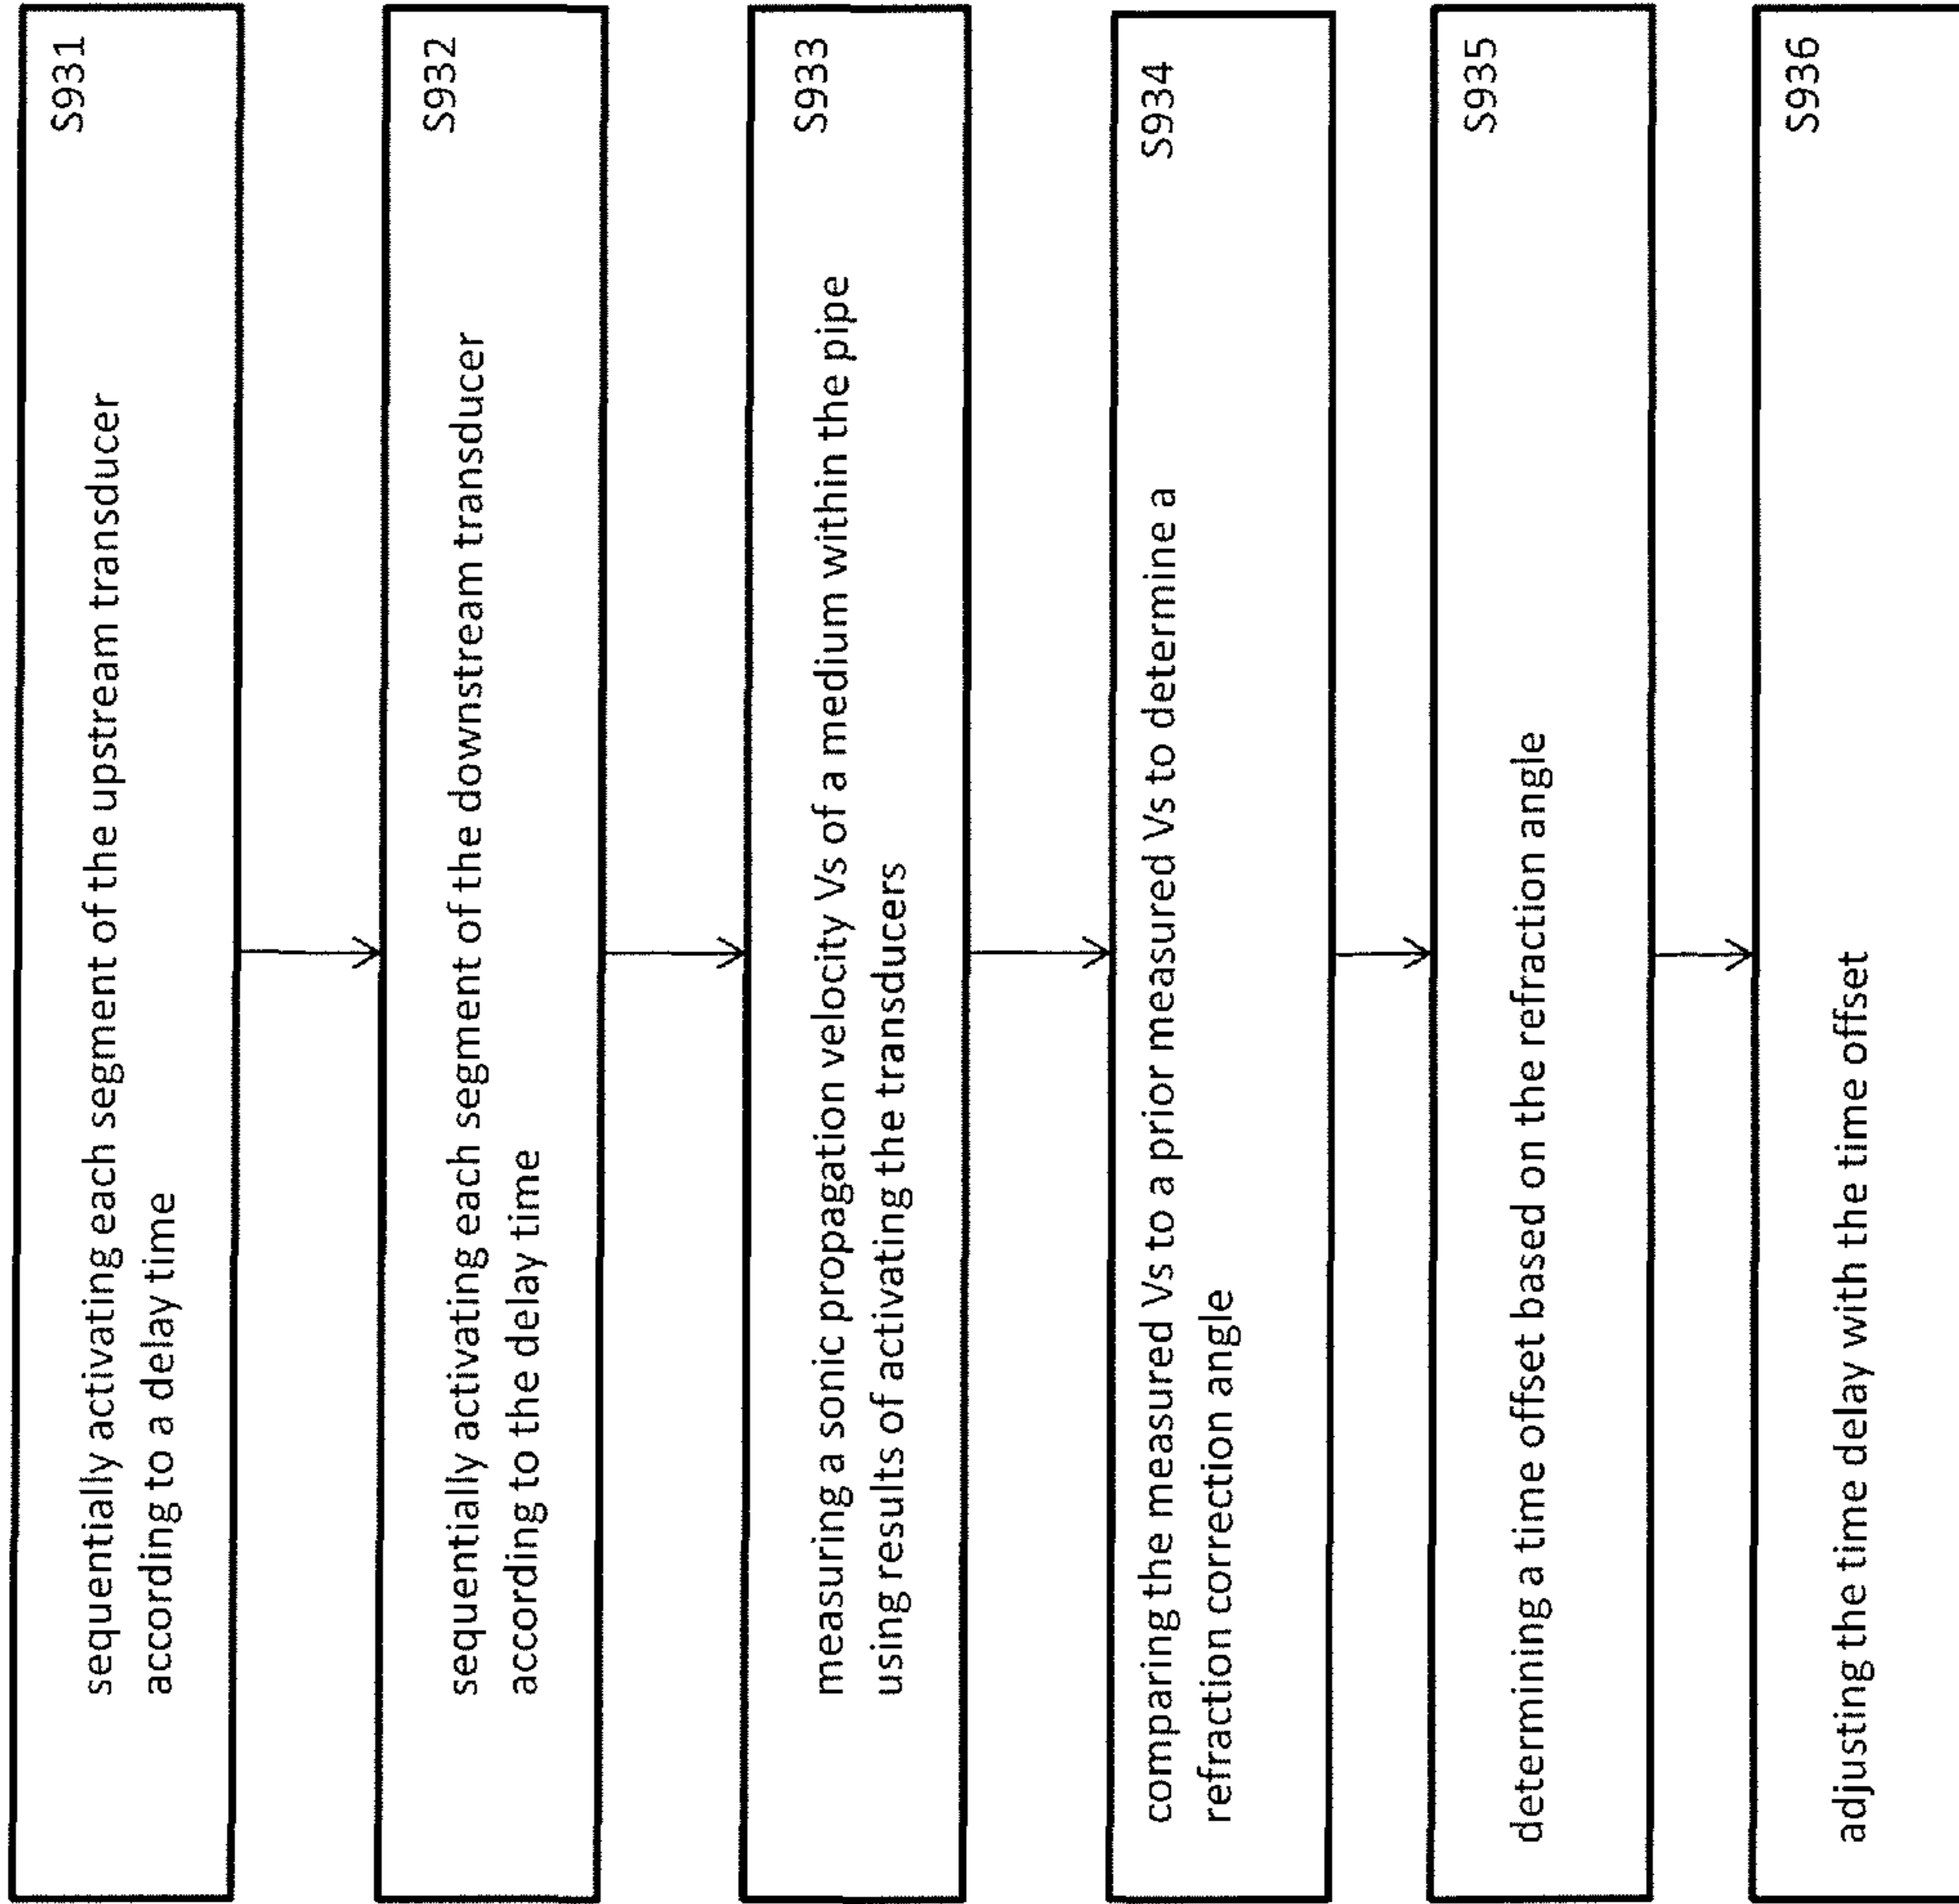 S931
sequentially activating each segment of the upstream transducer
according to a delay time
S932
sequentially activating each segment of the downstream transducer
according to the delay time
S933
measuring a sonic propagation velocity Vs of a medium within the pipe
using results of activating the transducers
S934
comparing the measured Vs to a prior measured Vs to determine a
refraction correction angle
S935
determining a time offset based on the refraction angle
S936
adjusting the time delay with the time offset